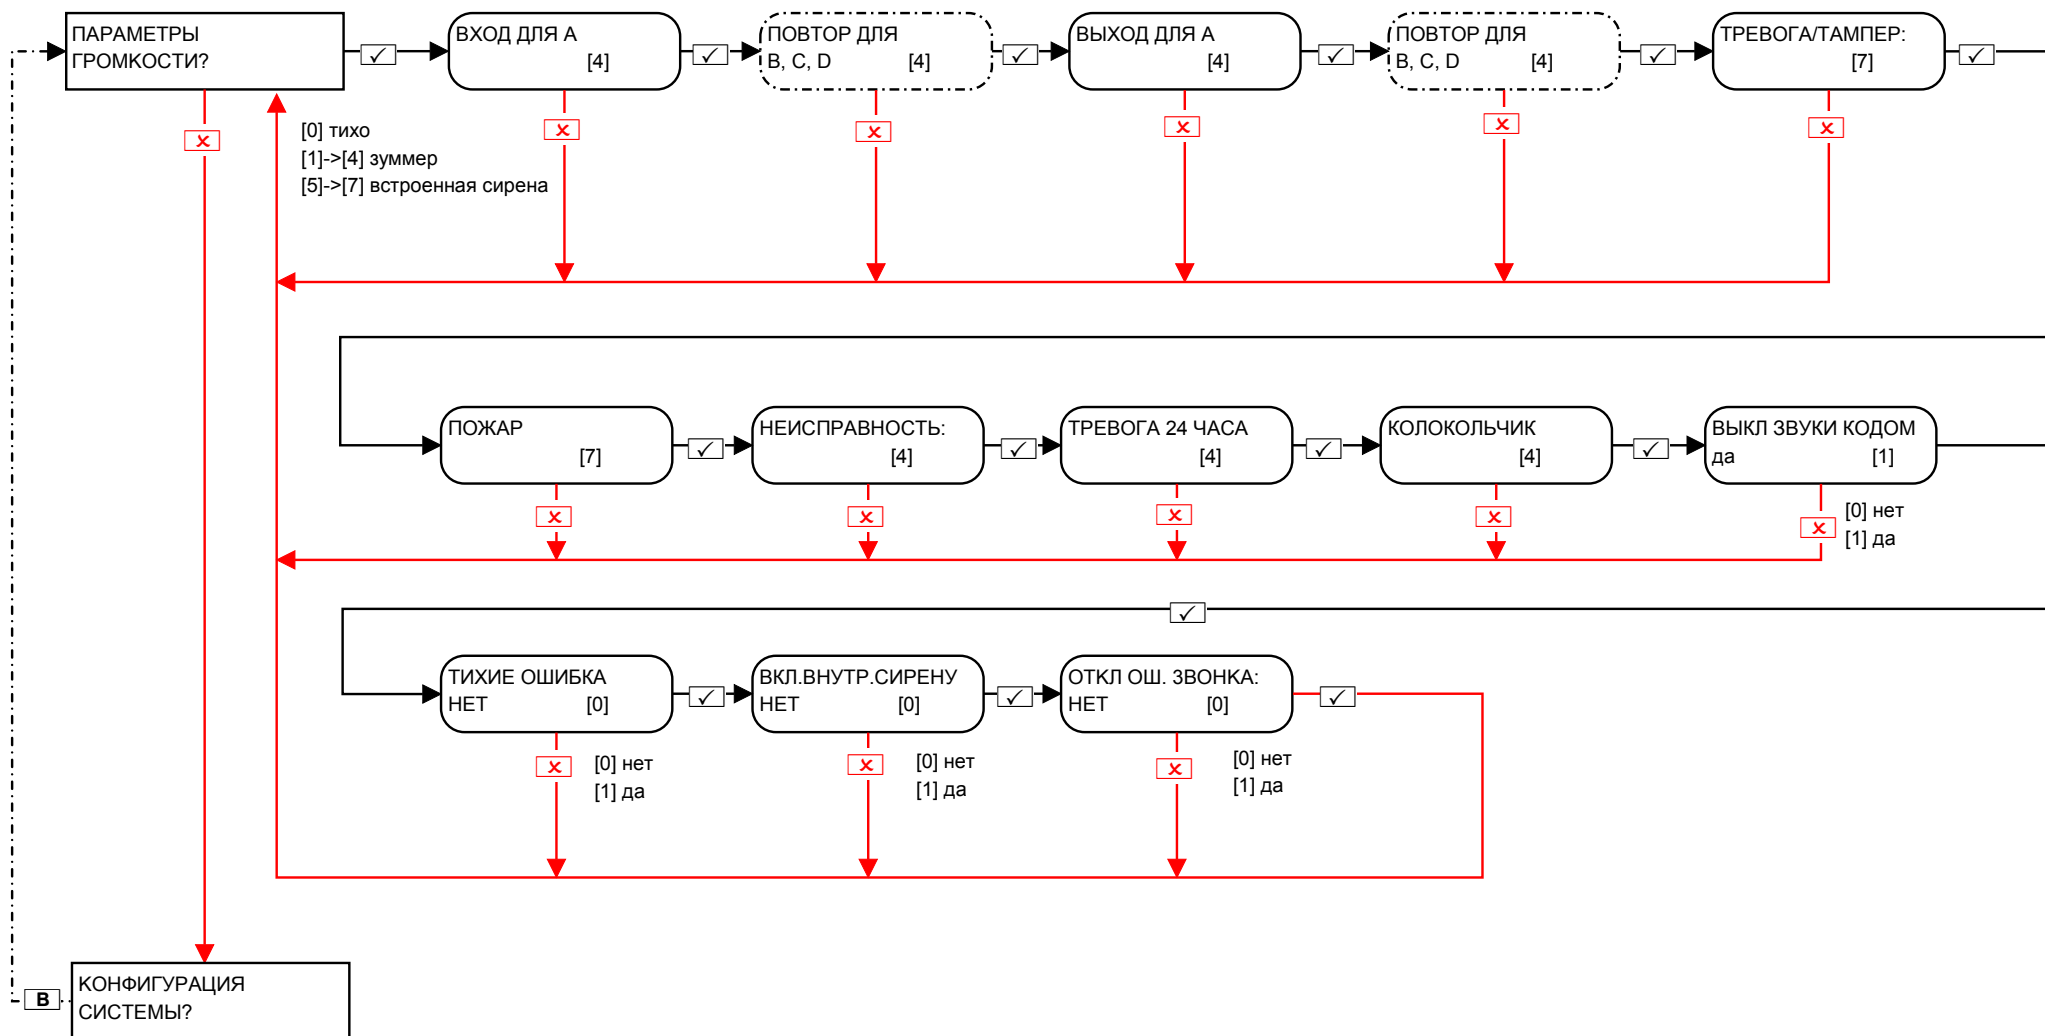 ПАРАМЕТРЫ
ГРОМКОСТИ?
ВХОД ДЛЯ А
[4]
ПОВТОР ДЛЯ
B, C, D [4]
ВЫХОД ДЛЯ А
[4]
ПОВТОР ДЛЯ
B, C, D [4]
ТРЕВОГА/ТАМПЕР:
[7]
[0] тихо
[1]->[4] зуммер
[5]->[7] встроенная сирена
ПОЖАР
[7]
НЕИСПРАВНОСТЬ:
[4]
ТРЕВОГА 24 ЧАСА
[4]
КОЛОКОЛЬЧИК
[4]
ВЫКЛ ЗВУКИ КОДОМ
да [1]
[0] нет
[1] да
ТИХИЕ ОШИБКА
НЕТ [0]
[0] нет
[1] да
ВКЛ.ВНУТР.СИРЕНУ
НЕТ [0]
[0] нет
[1] да
ОТКЛ ОШ. ЗВОНКА:
НЕТ [0]
[0] нет
[1] да
B
КОНФИГУРАЦИЯ
СИСТЕМЫ?